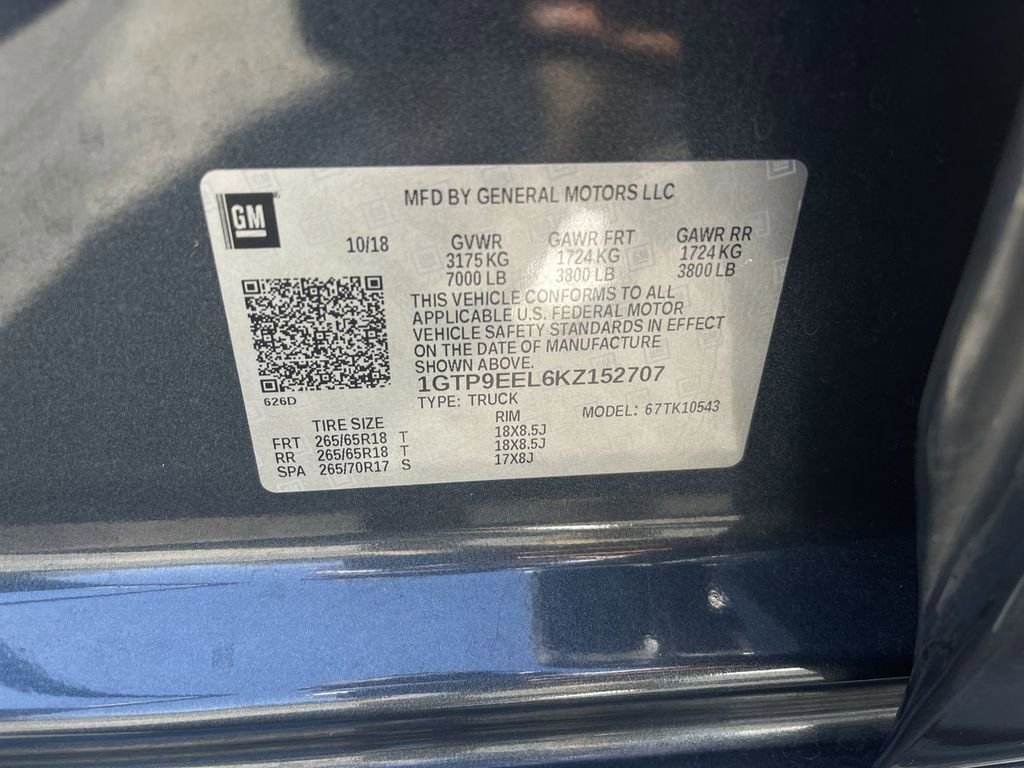 GM
MFD BY GENERAL MOTORS LLC
10/18 GVWR GAWR FRT GAWR RR
3175 KG 1724 KG 1724 KG
7000 LB 3800 LB 3800 LB
THIS VEHICLE CONFORMS TO ALL
APPLICABLE U.S. FEDERAL MOTOR
VEHICLE SAFETY STANDARDS IN EFFECT
ON THE DATE OF MANUFACTURE
SHOWN ABOVE.
1GTP9EEL6KZ152707
626D
TYPE: TRUCK MODEL: 67TK10543
TIRE SIZE RIM
FRT 265/65R18 T 18X8.5J
RR 265/65R18 T 18X8.5J
SPA 265/70R17 S 17X8J